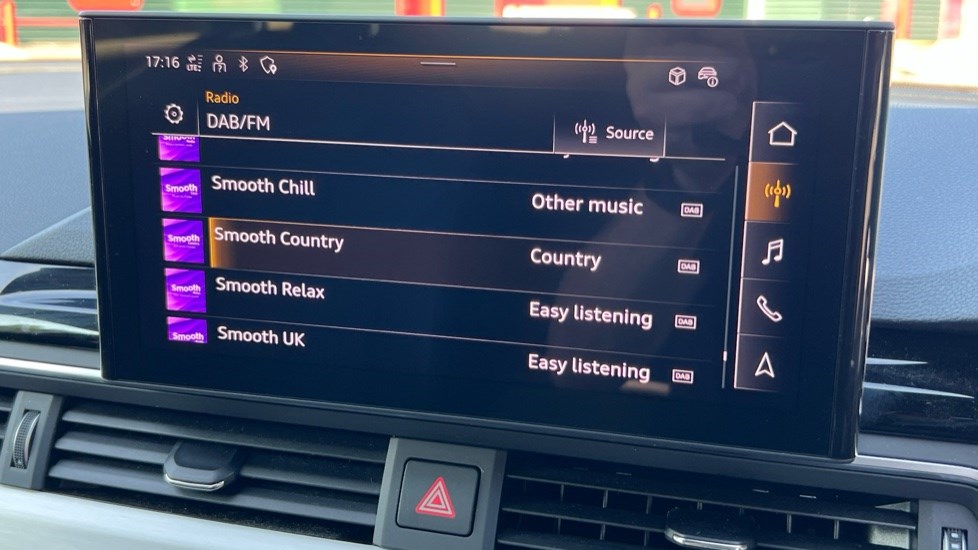 17:16 LTE
Radio
DAB/FM
Source
Smooth
Smooth Chill
Other music DAB
Smooth
Smooth Country
Country DAB
Smooth
Smooth Relax
Easy listening DAB
Smooth
Smooth UK
Easy listening DAB